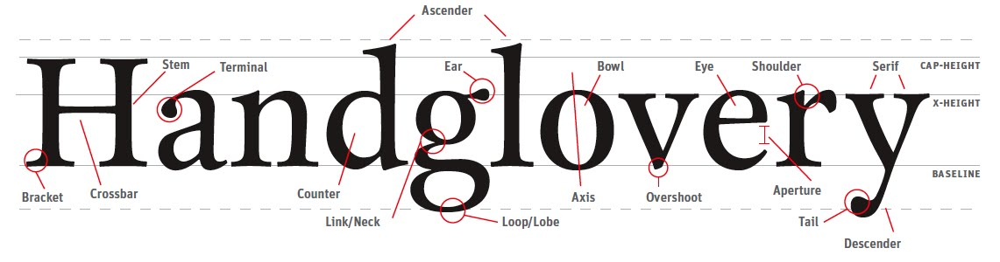 Ascender
Stem
Terminal
Ear
Bowl
Eye
Shoulder
Serif
CAP-HEIGHT
X-HEIGHT
Handglovery
BASELINE
Bracket
Crossbar
Counter
Axis
Overshoot
Aperture
Link/Neck
Loop/Lobe
Tail
Descender